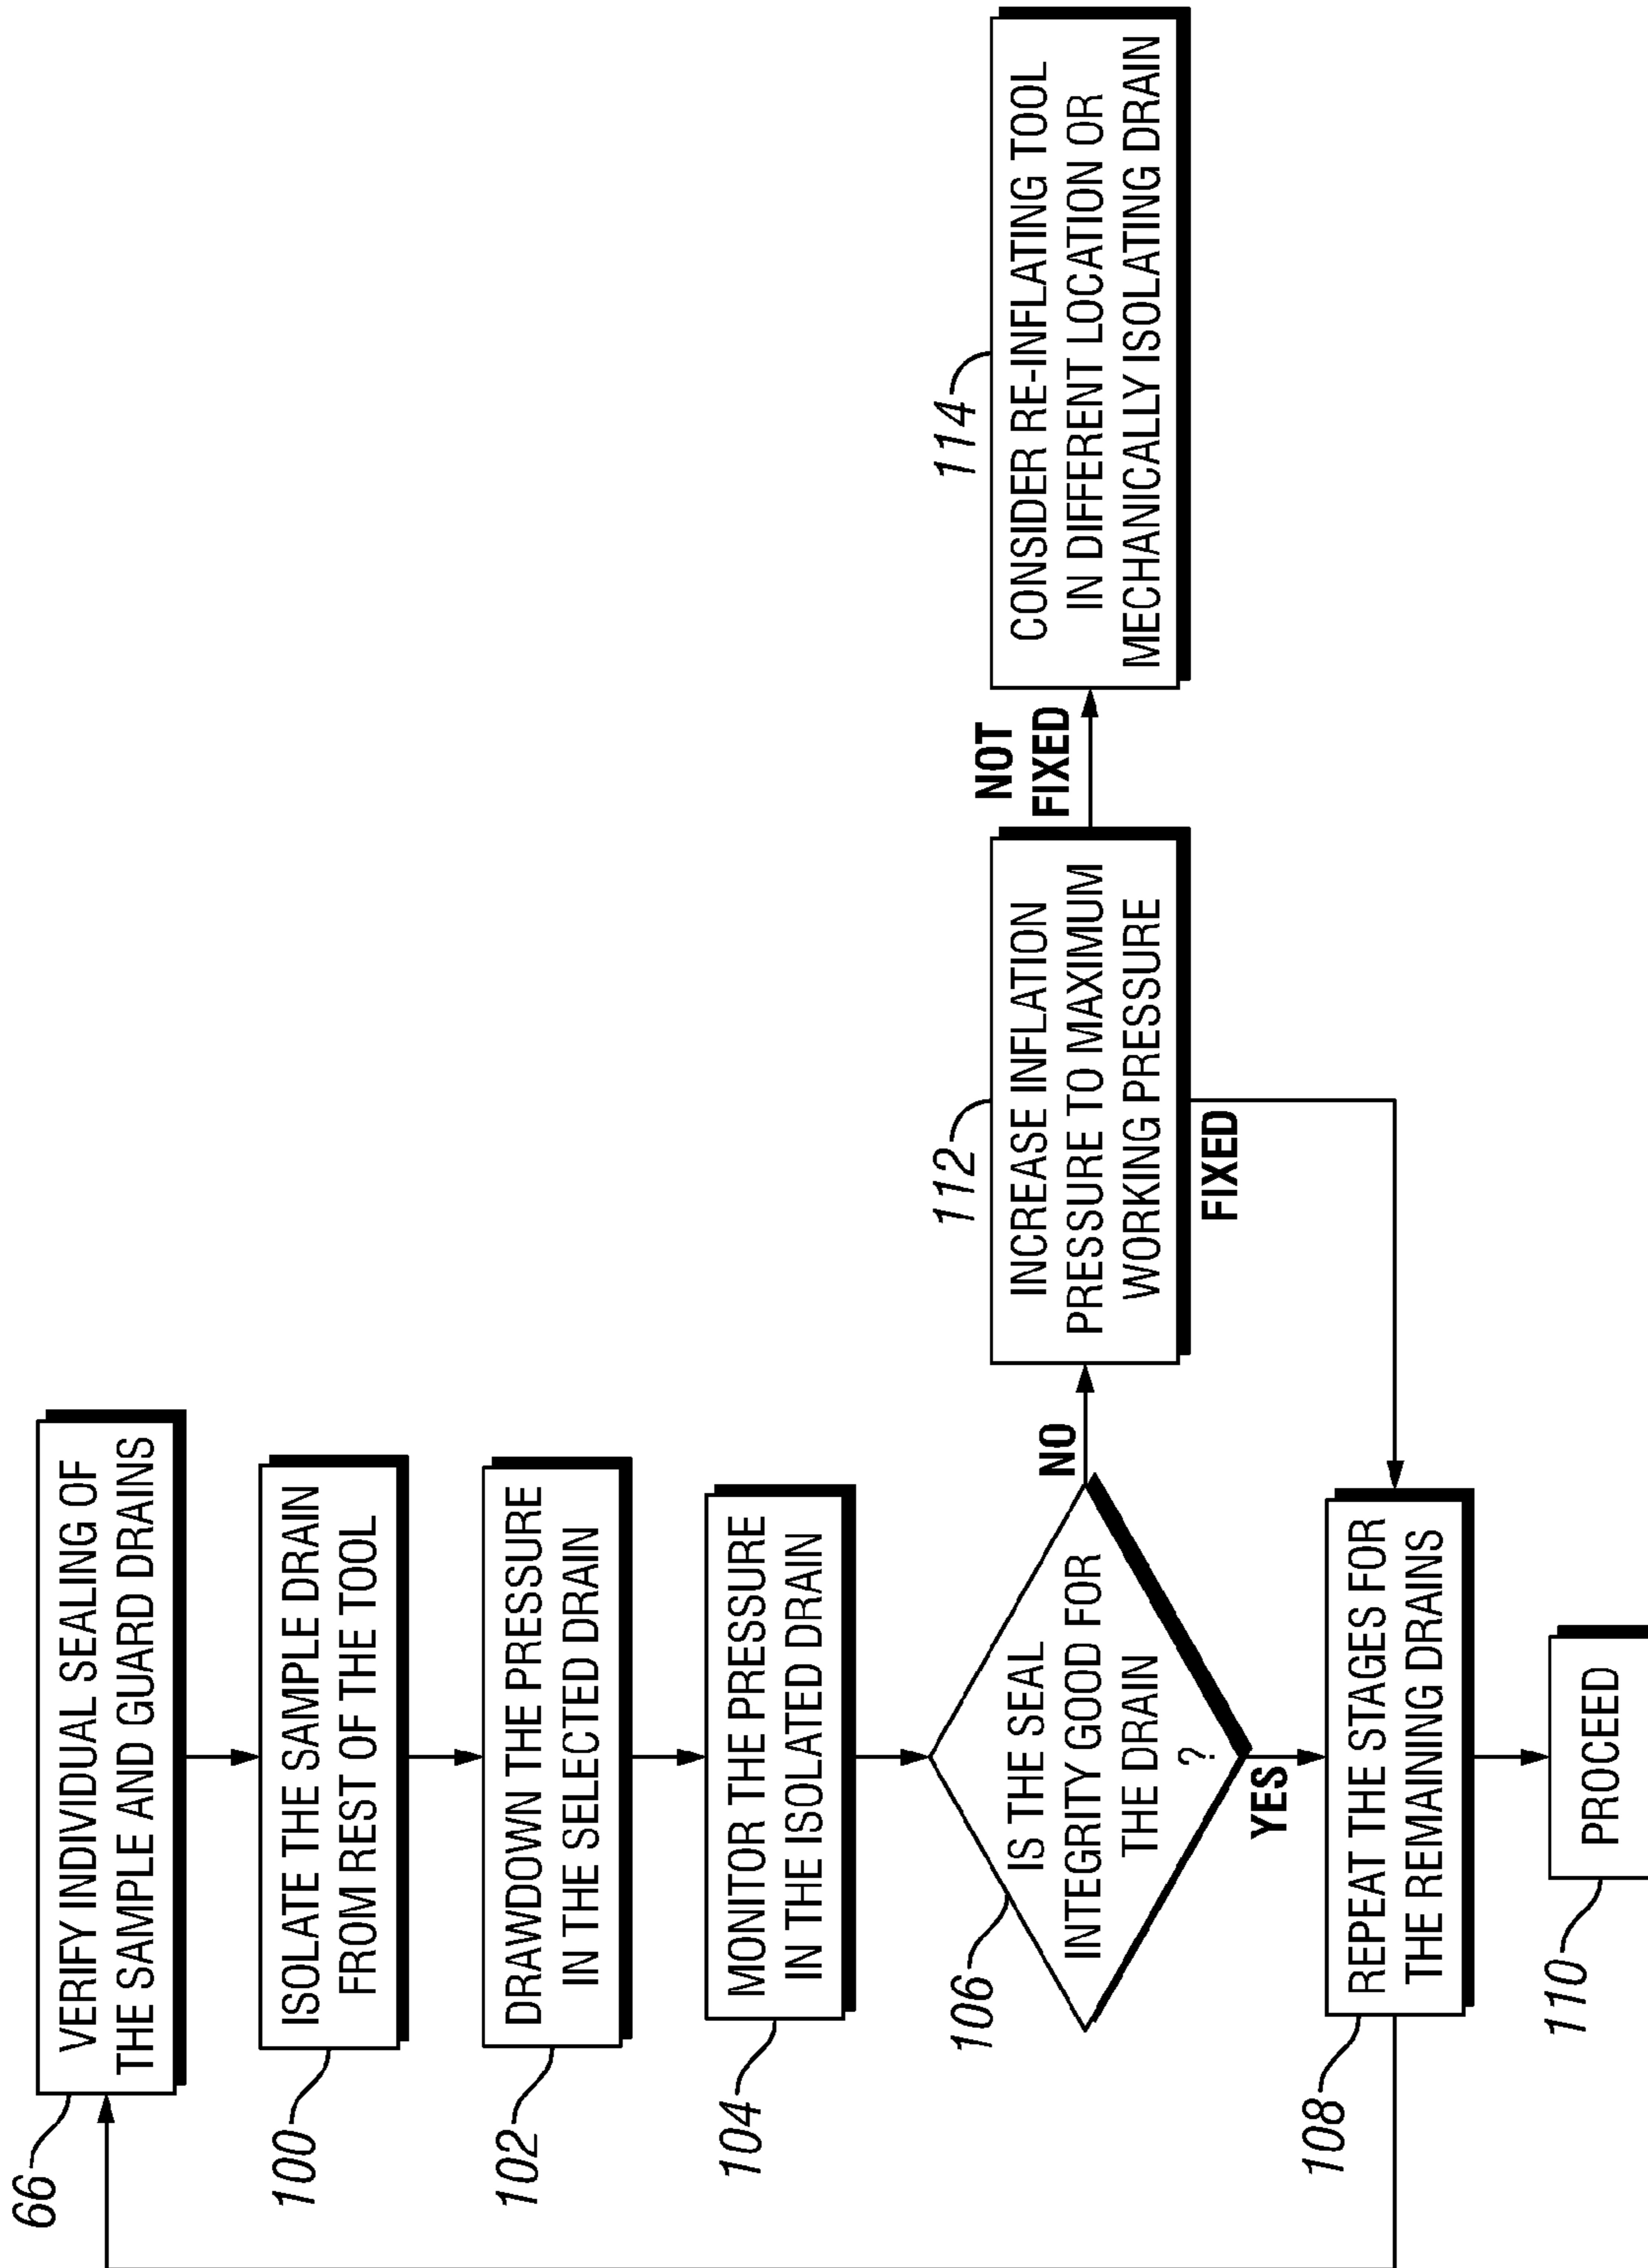 66
VERIFY INDIVIDUAL SEALING OF
THE SAMPLE AND GUARD DRAINS
100
ISOLATE THE SAMPLE DRAIN
FROM REST OF THE TOOL
102
DRAWDOWN THE PRESSURE
IN THE SELECTED DRAIN
104
MONITOR THE PRESSURE
IN THE ISOLATED DRAIN
106
IS THE SEAL
INTEGRITY GOOD FOR
THE DRAIN
?
NO
YES
112
INCREASE INFLATION
PRESSURE TO MAXIMUM
WORKING PRESSURE
NOT
FIXED
FIXED
114
CONSIDER RE-INFLATING TOOL
IN DIFFERENT LOCATION OR
MECHANICALLY ISOLATING DRAIN
108
REPEAT THE STAGES FOR
THE REMAINING DRAINS
110
PROCEED